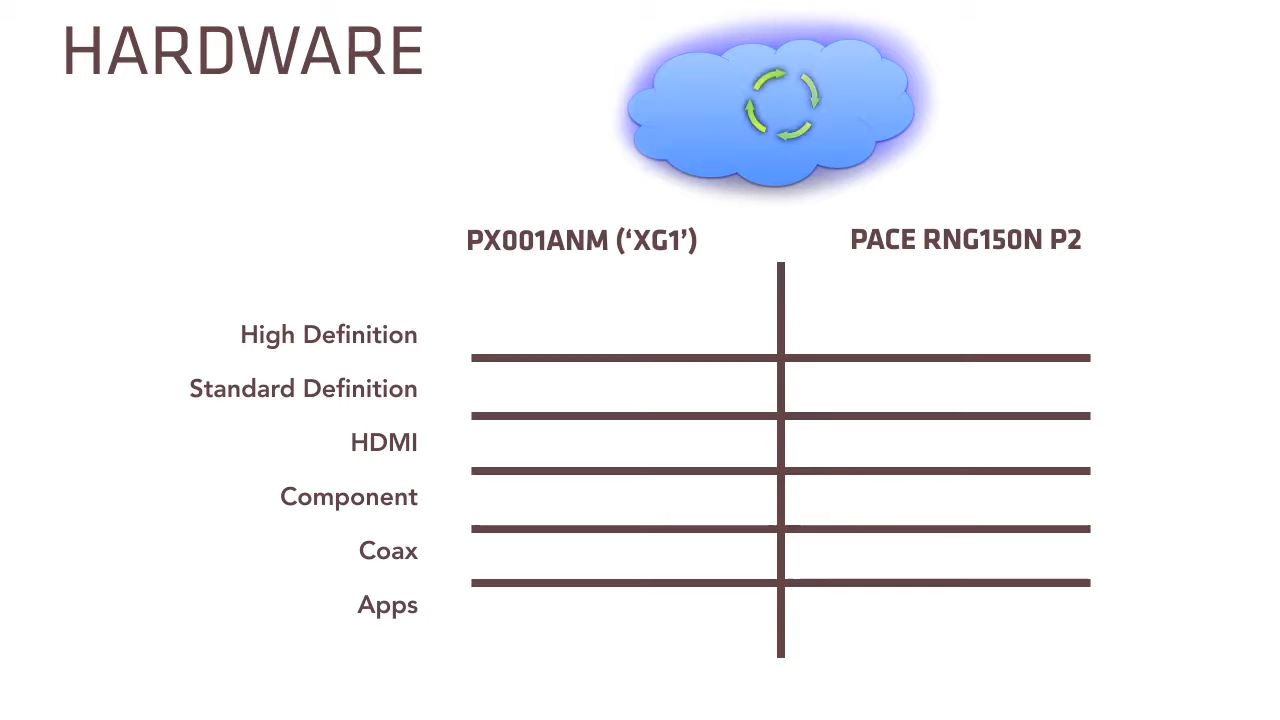 HARDWARE
PX001ANM (‘XG1’)
PACE RNG150N P2
High Definition
Standard Definition
HDMI
Component
Coax
Apps